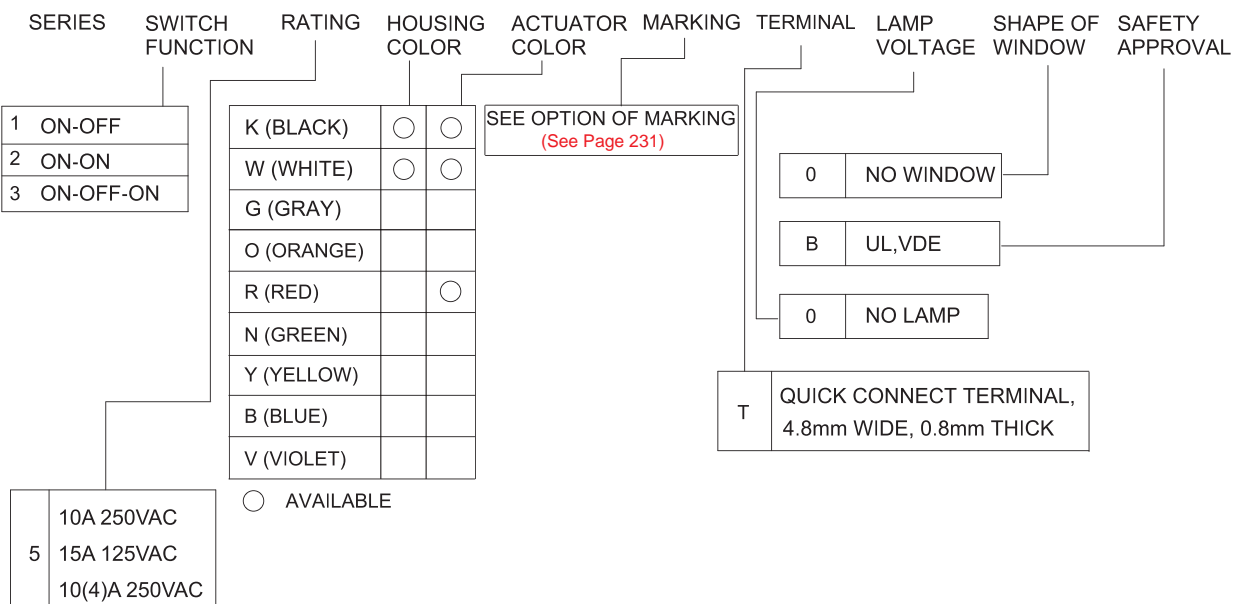 SERIES
SWITCH
FUNCTION
RATING
HOUSING
COLOR
ACTUATOR
COLOR
MARKING
TERMINAL
LAMP
VOLTAGE
SHAPE OF
WINDOW
SAFETY
APPROVAL
1 ON-OFF
2 ON-ON
3 ON-OFF-ON
K (BLACK)
W (WHITE)
G (GRAY)
O (ORANGE)
R (RED)
N (GREEN)
Y (YELLOW)
B (BLUE)
V (VIOLET)
AVAILABLE
SEE OPTION OF MARKING
(See Page 231)
0 NO WINDOW
B UL,VDE
0 NO LAMP
T
QUICK CONNECT TERMINAL,
4.8mm WIDE, 0.8mm THICK
10A 250VAC
5 15A 125VAC
10(4)A 250VAC